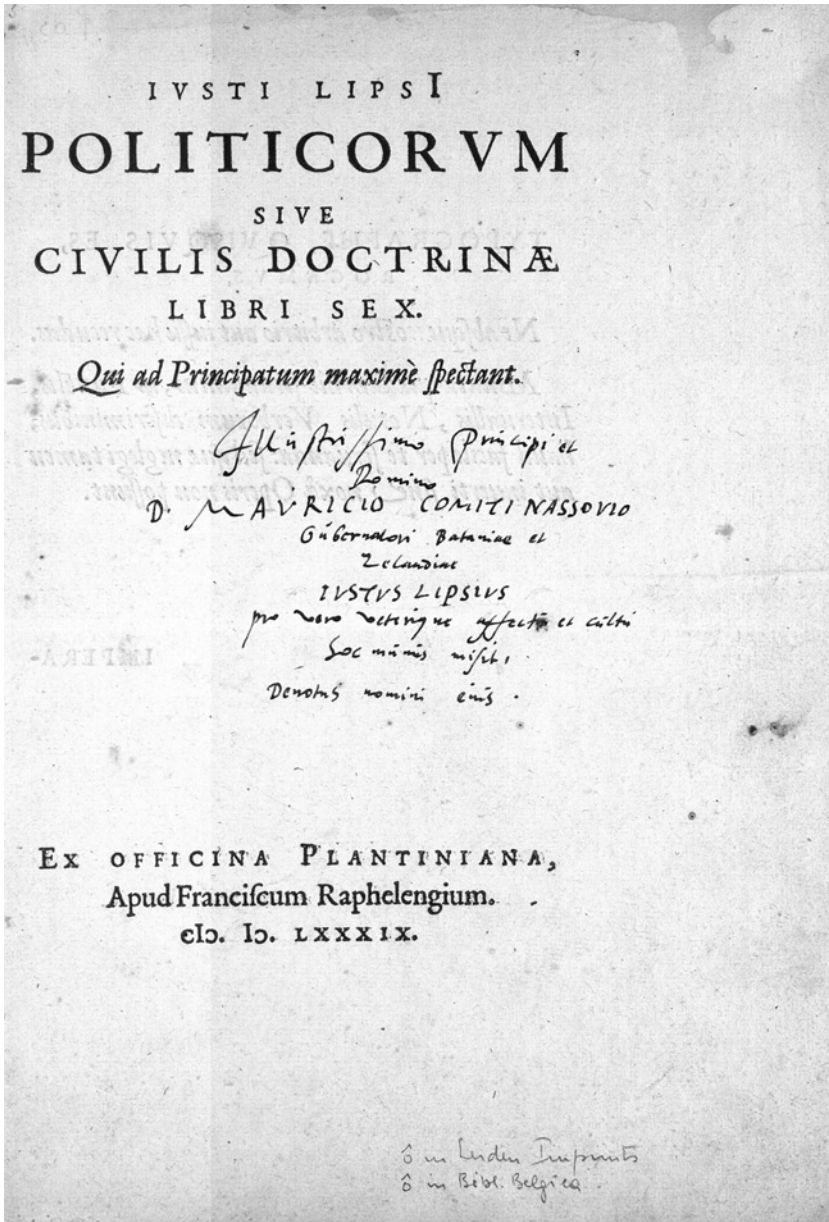 IVSTI LIPSI
POLITICORVM
SIVE
CIVILIS DOCTRINÆ
LIBRI SEX.
Qui ad Principatum maximè ſpectant.
Illustrissimo Principi et
Domino
D. MAVRICIO COMITI NASSOVIO
Gubernatori Bataviae et
Zelandiae
IVSTVS LIPSIVS
pro vero veterique affectu et cultu
hoc munus misit,
Devotus nomini eius.
EX OFFICINA PLANTINIANA,
Apud Franciſcum Raphelengium.
CIↃ. IↃ. LXXXIX.
ô in Leiden Imprints
ô in Bibl. Belgica.